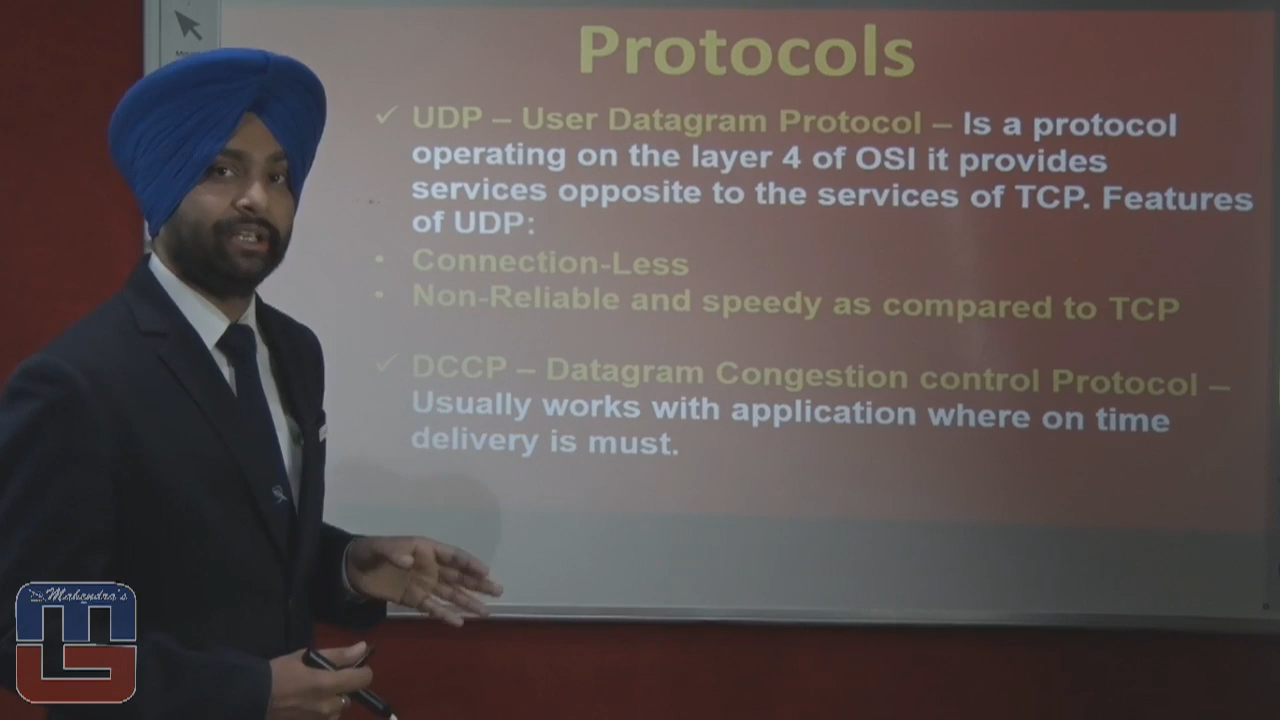 Protocols
✓ UDP – User Datagram Protocol – Is a protocol
operating on the layer 4 of OSI it provides
services opposite to the services of TCP. Features
of UDP:
• Connection-Less
• Non-Reliable and speedy as compared to TCP
✓ DCCP – Datagram Congestion control Protocol –
Usually works with application where on time
delivery is must.
Mahendra's